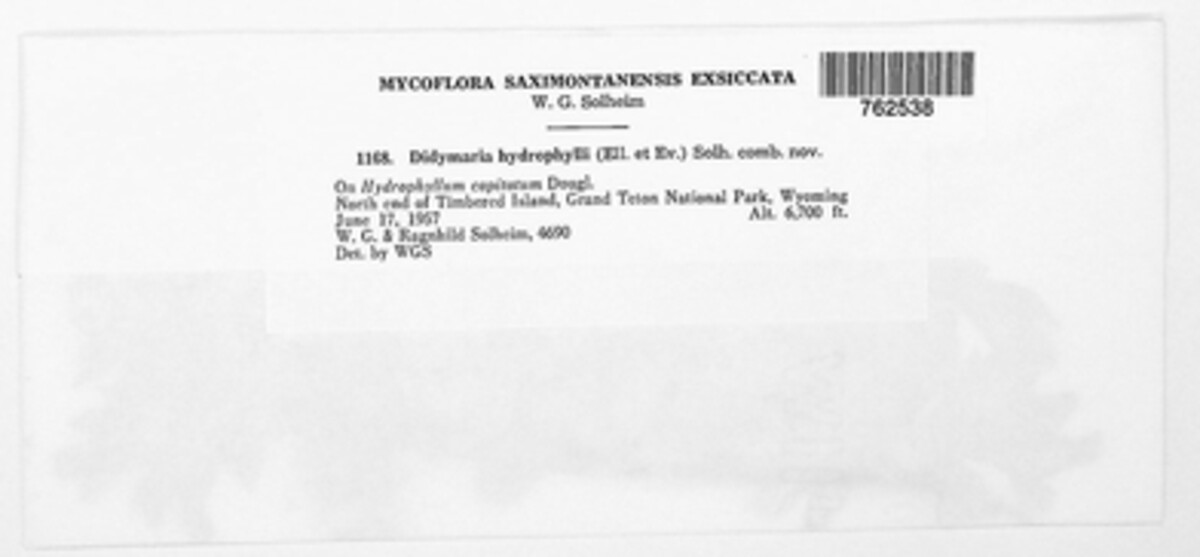 MYCOFLORA SAXIMONTANENSIS EXSICCATA
W. G. Solheim
762538
1168. Didymaria hydrophylli (Ell. et Ev.) Solh. comb. nov.
On Hydrophyllum capitatum Dougl.
North end of Timbered Island, Grand Teton National Park, Wyoming
June 17, 1957 Alt. 6,700 ft.
W. G. & Ragnhild Solheim, 4690
Det. by WGS